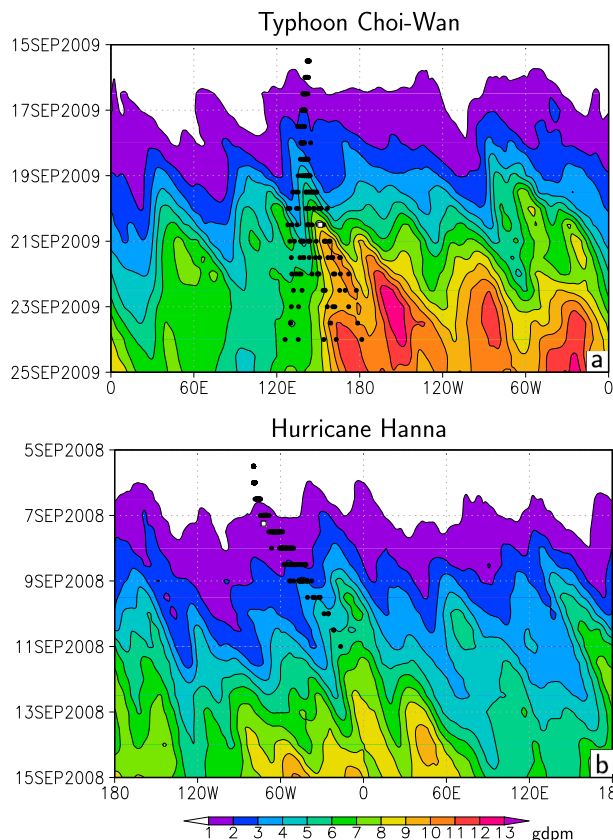 Typhoon Choi-Wan
15SEP2009
17SEP2009
19SEP2009
21SEP2009
23SEP2009
25SEP2009
a
0 60E 120E 180 120W 60W 0
Hurricane Hanna
5SEP2008
7SEP2008
9SEP2008
11SEP2008
13SEP2008
15SEP2008
b
180 120W 60W 0 60E 120E 180
1 2 3 4 5 6 7 8 9 10 11 12 13 gdpm